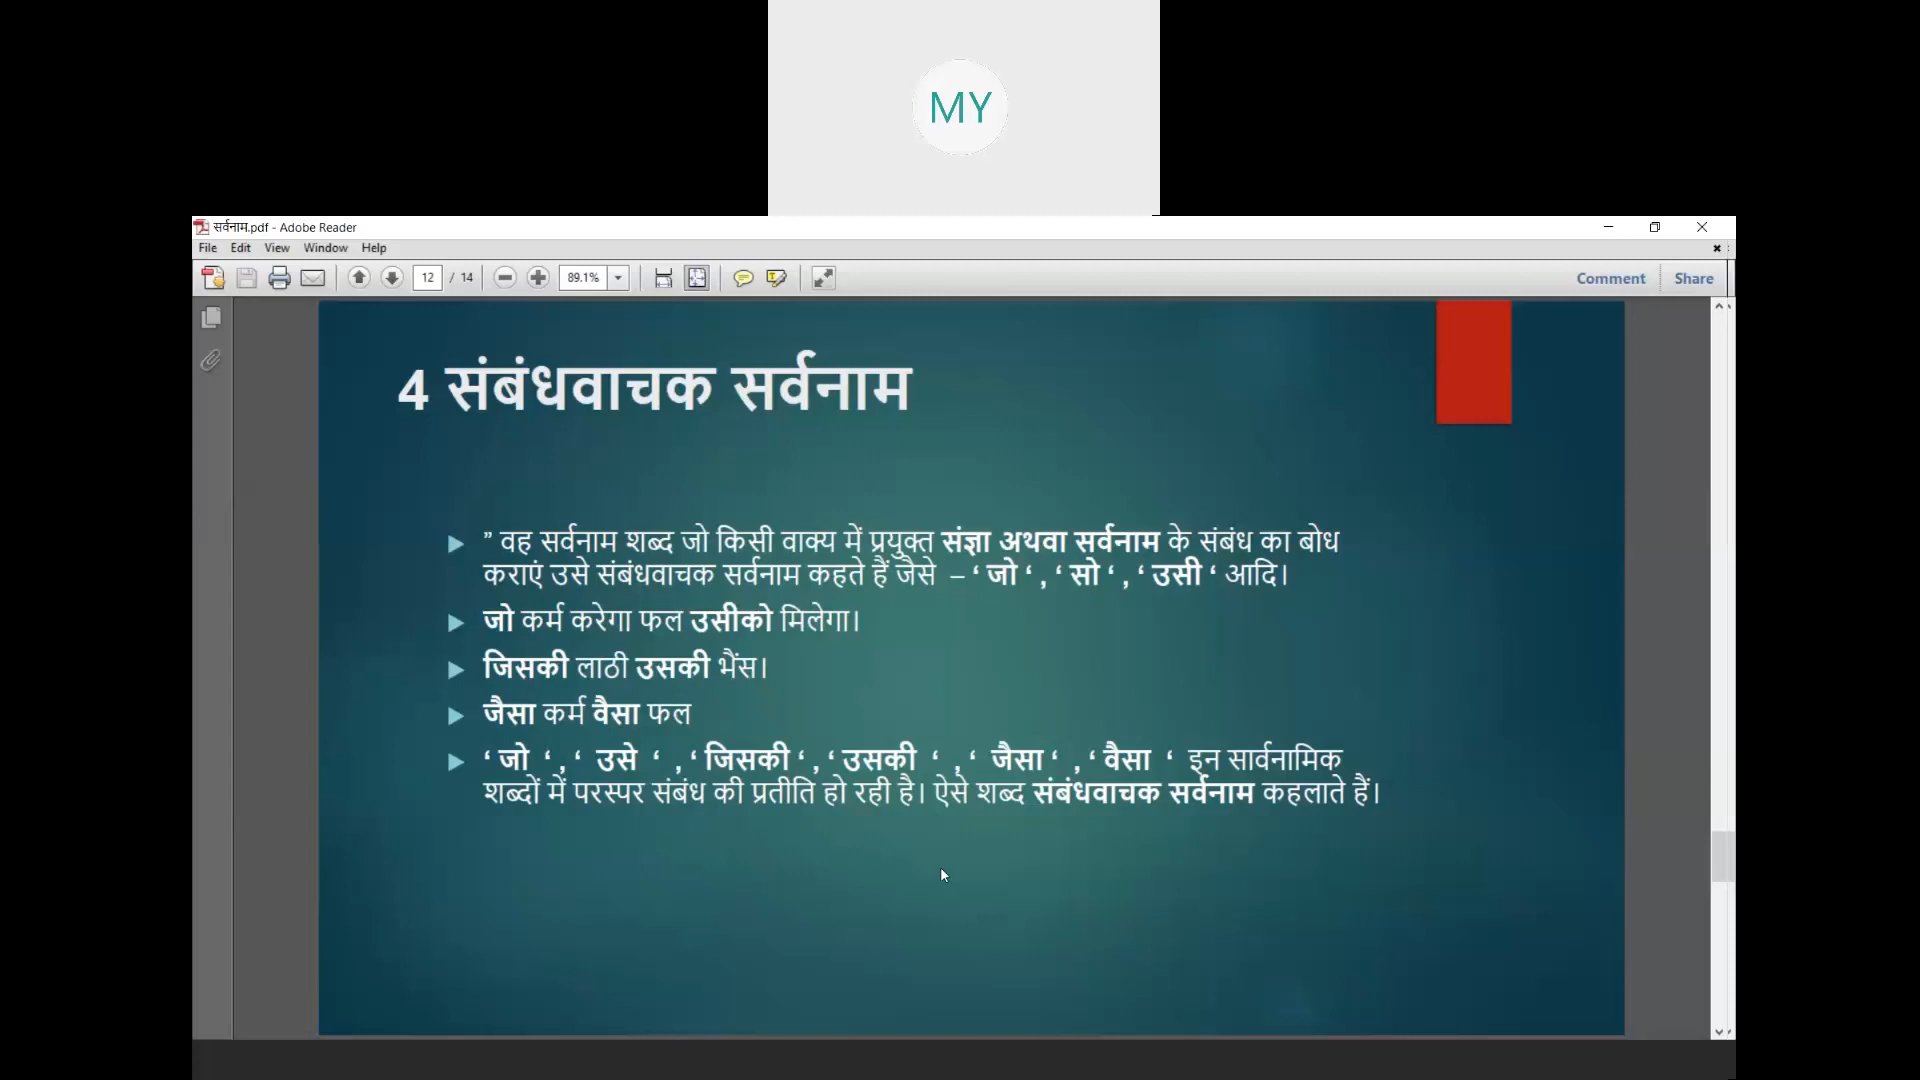 MY
सर्वनाम.pdf - Adobe Reader
File Edit View Window Help
12 / 14 89.1% Comment Share
4 संबंधवाचक सर्वनाम
” वह सर्वनाम शब्द जो किसी वाक्य में प्रयुक्त संज्ञा अथवा सर्वनाम के संबंध का बोध
कराएं उसे संबंधवाचक सर्वनाम कहते हैं जैसे – ‘ जो ‘ , ‘ सो ‘ , ‘ उसी ‘ आदि।
जो कर्म करेगा फल उसीको मिलेगा।
जिसकी लाठी उसकी भैंस।
जैसा कर्म वैसा फल
‘ जो ‘ , ‘ उसे ‘ , ‘ जिसकी ‘ , ‘ उसकी ‘ , ‘ जैसा ‘ , ‘ वैसा ‘ इन सार्वनामिक
शब्दों में परस्पर संबंध की प्रतीति हो रही है। ऐसे शब्द संबंधवाचक सर्वनाम कहलाते हैं।